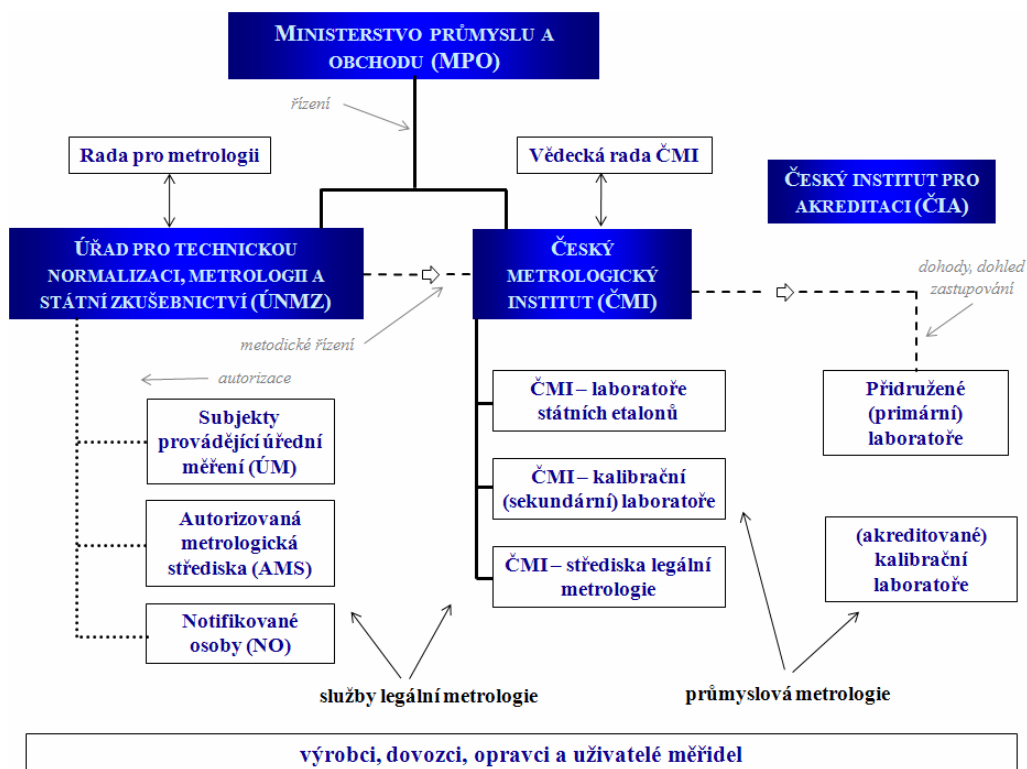 MINISTERSTVO PRŮMYSLU A
OBCHODU (MPO)
řízení
Rada pro metrologii
Vědecká rada ČMI
ČESKÝ INSTITUT PRO
AKREDITACI (ČIA)
ÚŘAD PRO TECHNICKOU
NORMALIZACI, METROLOGII A
STÁTNÍ ZKUŠEBNICTVÍ (ÚNMZ)
ČESKÝ
METROLOGICKÝ
INSTITUT (ČMI)
dohody, dohled
zastupování
metodické řízení
autorizace
Subjekty
provádějící úřední
měření (ÚM)
Autorizovaná
metrologická
střediska (AMS)
Notifikované
osoby (NO)
ČMI – laboratoře
státních etalonů
ČMI – kalibrační
(sekundární) laboratoře
ČMI – střediska legální
metrologie
Přidružené
(primární)
laboratoře
(akreditované)
kalibrační
laboratoře
služby legální metrologie
průmyslová metrologie
výrobci, dovozci, opravci a uživatelé měřidel